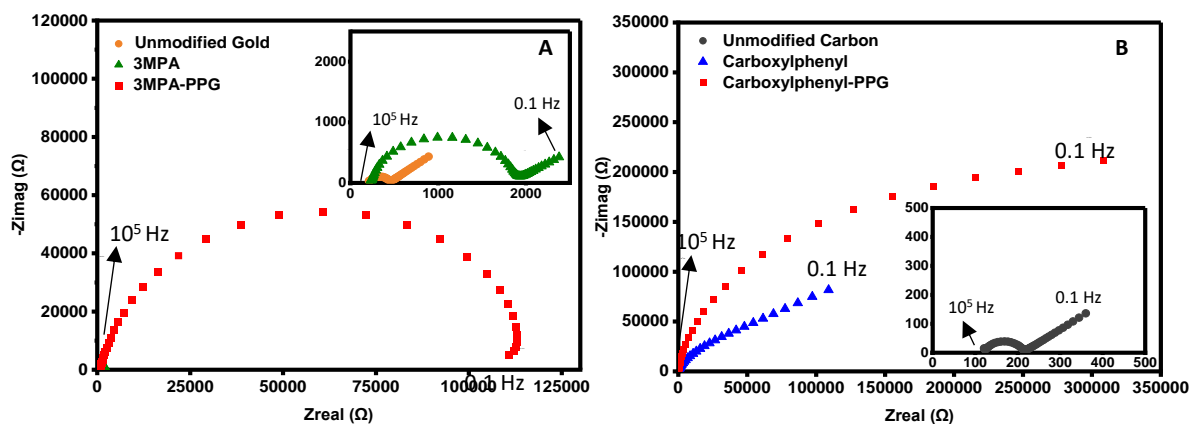 120000
100000
80000
60000
40000
20000
0
0
25000
50000
75000
100000
125000
-Zimag (Ω)
Zreal (Ω)
Unmodified Gold
3MPA
3MPA-PPG
10⁵ Hz
0.1 Hz
A
2000
1000
0
0
1000
2000
10⁵ Hz
0.1 Hz
350000
300000
250000
200000
150000
100000
50000
0
0
50000
100000
150000
200000
250000
300000
350000
-Zimag (Ω)
Zreal (Ω)
Unmodified Carbon
Carboxylphenyl
Carboxylphenyl-PPG
B
10⁵ Hz
0.1 Hz
0.1 Hz
500
400
300
200
100
0
0
100
200
300
400
500
10⁵ Hz
0.1 Hz